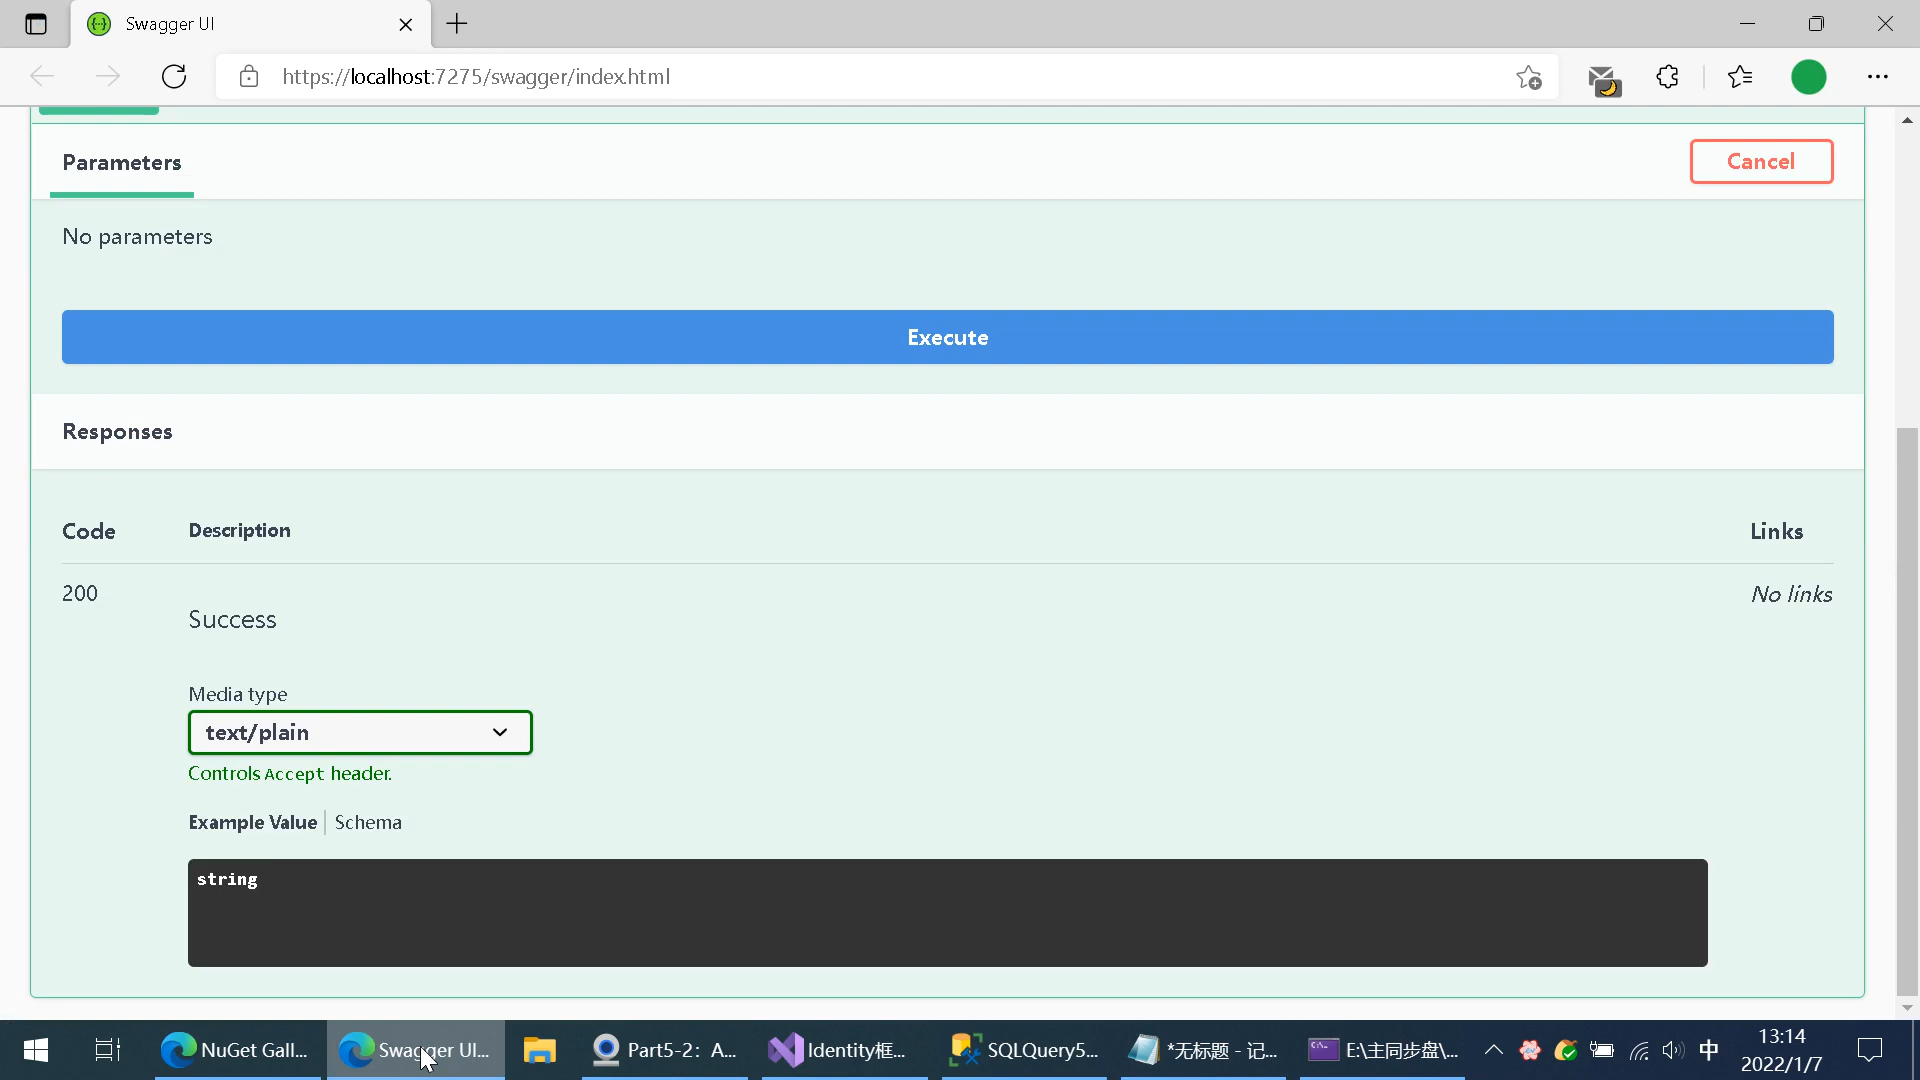 Swagger UI
https://localhost:7275/swagger/index.html
Parameters
Cancel
No parameters
Execute
Responses
Code Description Links
200 No links
Success
Media type
text/plain
Controls Accept header.
Example Value Schema
string
NuGet Gall... Swagger UI... Part5-2: A... Identity框... SQLQuery5... *无标题 - 记... E:\主同步盘\... 中 13:14
2022/1/7